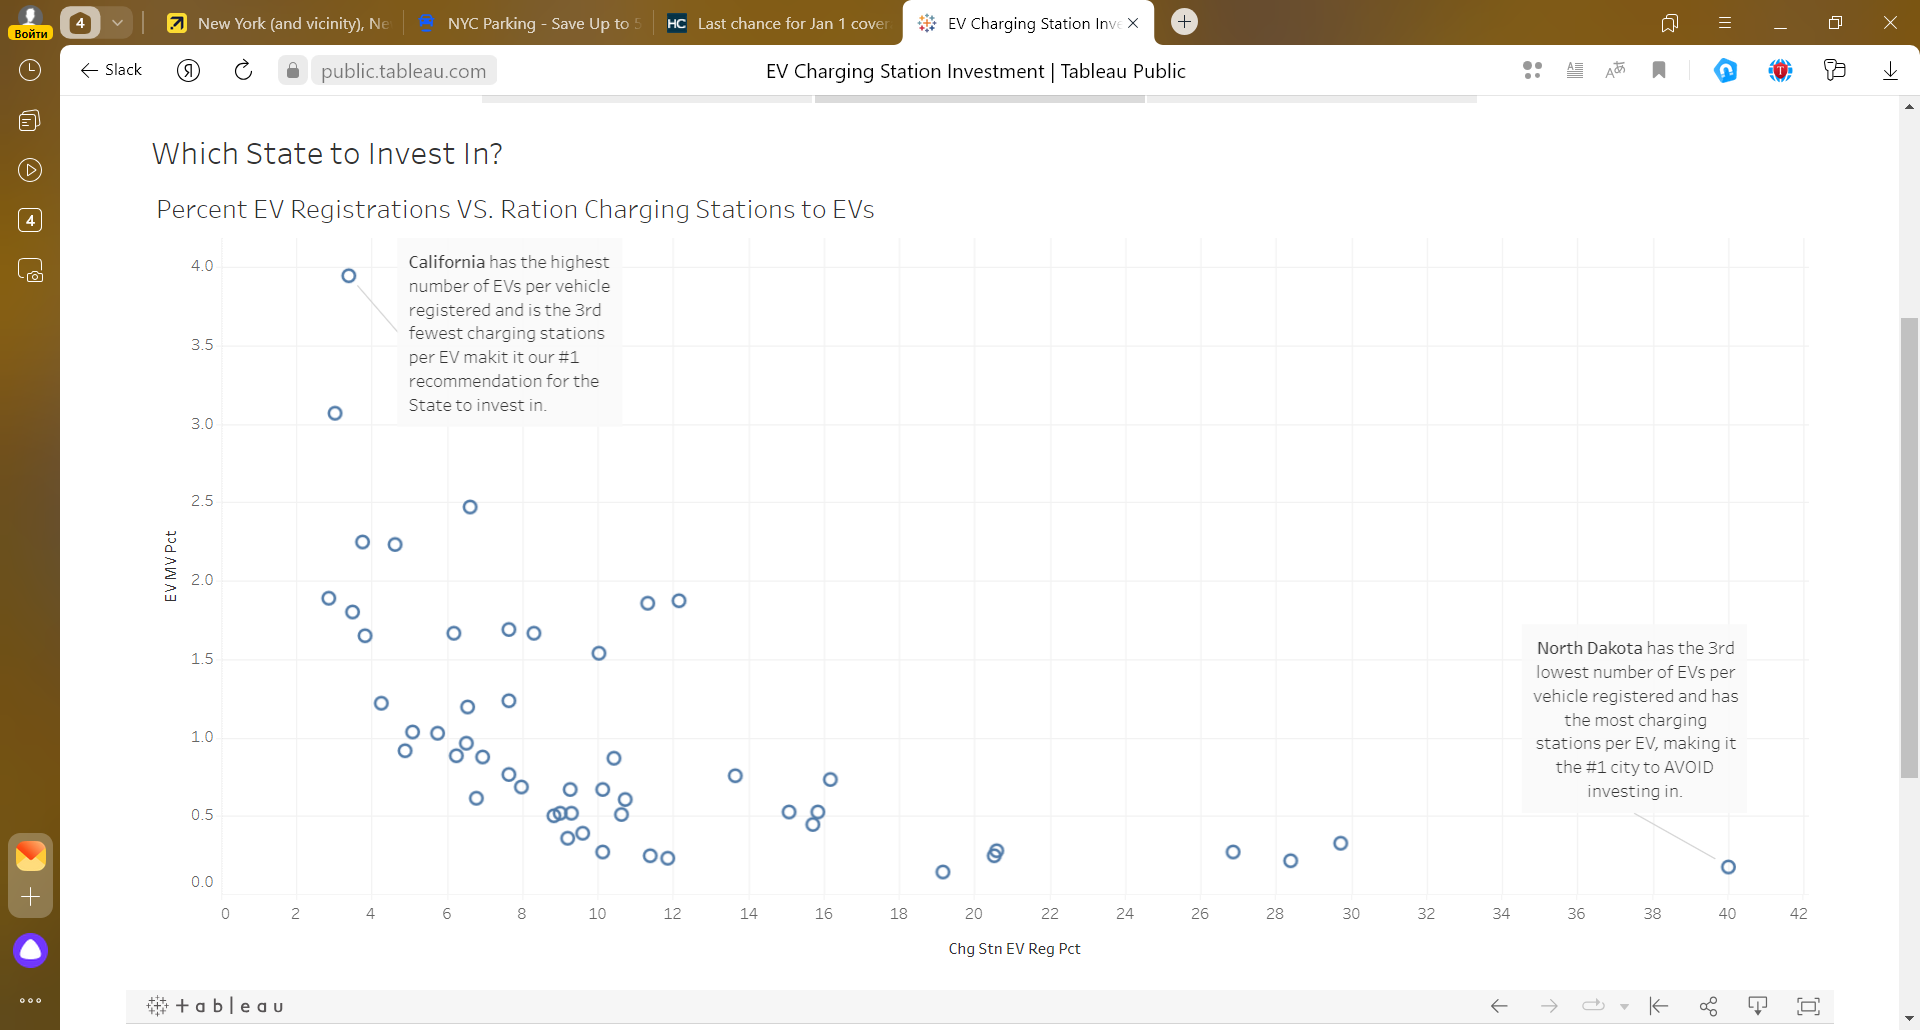 Войти
4
New York (and vicinity), Ne
NYC Parking - Save Up to 5
HC
Last chance for Jan 1 cover
EV Charging Station Inve
Slack
public.tableau.com
EV Charging Station Investment | Tableau Public
4
Which State to Invest In?
Percent EV Registrations VS. Ration Charging Stations to EVs
California has the highest
number of EVs per vehicle
registered and is the 3rd
fewest charging stations
per EV makit it our #1
recommendation for the
State to invest in.
4.0
3.5
3.0
2.5
2.0
1.5
1.0
0.5
0.0
EV MV Pct
North Dakota has the 3rd
lowest number of EVs per
vehicle registered and has
the most charging
stations per EV, making it
the #1 city to AVOID
investing in.
0 2 4 6 8 10 12 14 16 18 20 22 24 26 28 30 32 34 36 38 40 42
Chg Stn EV Reg Pct
+ableau